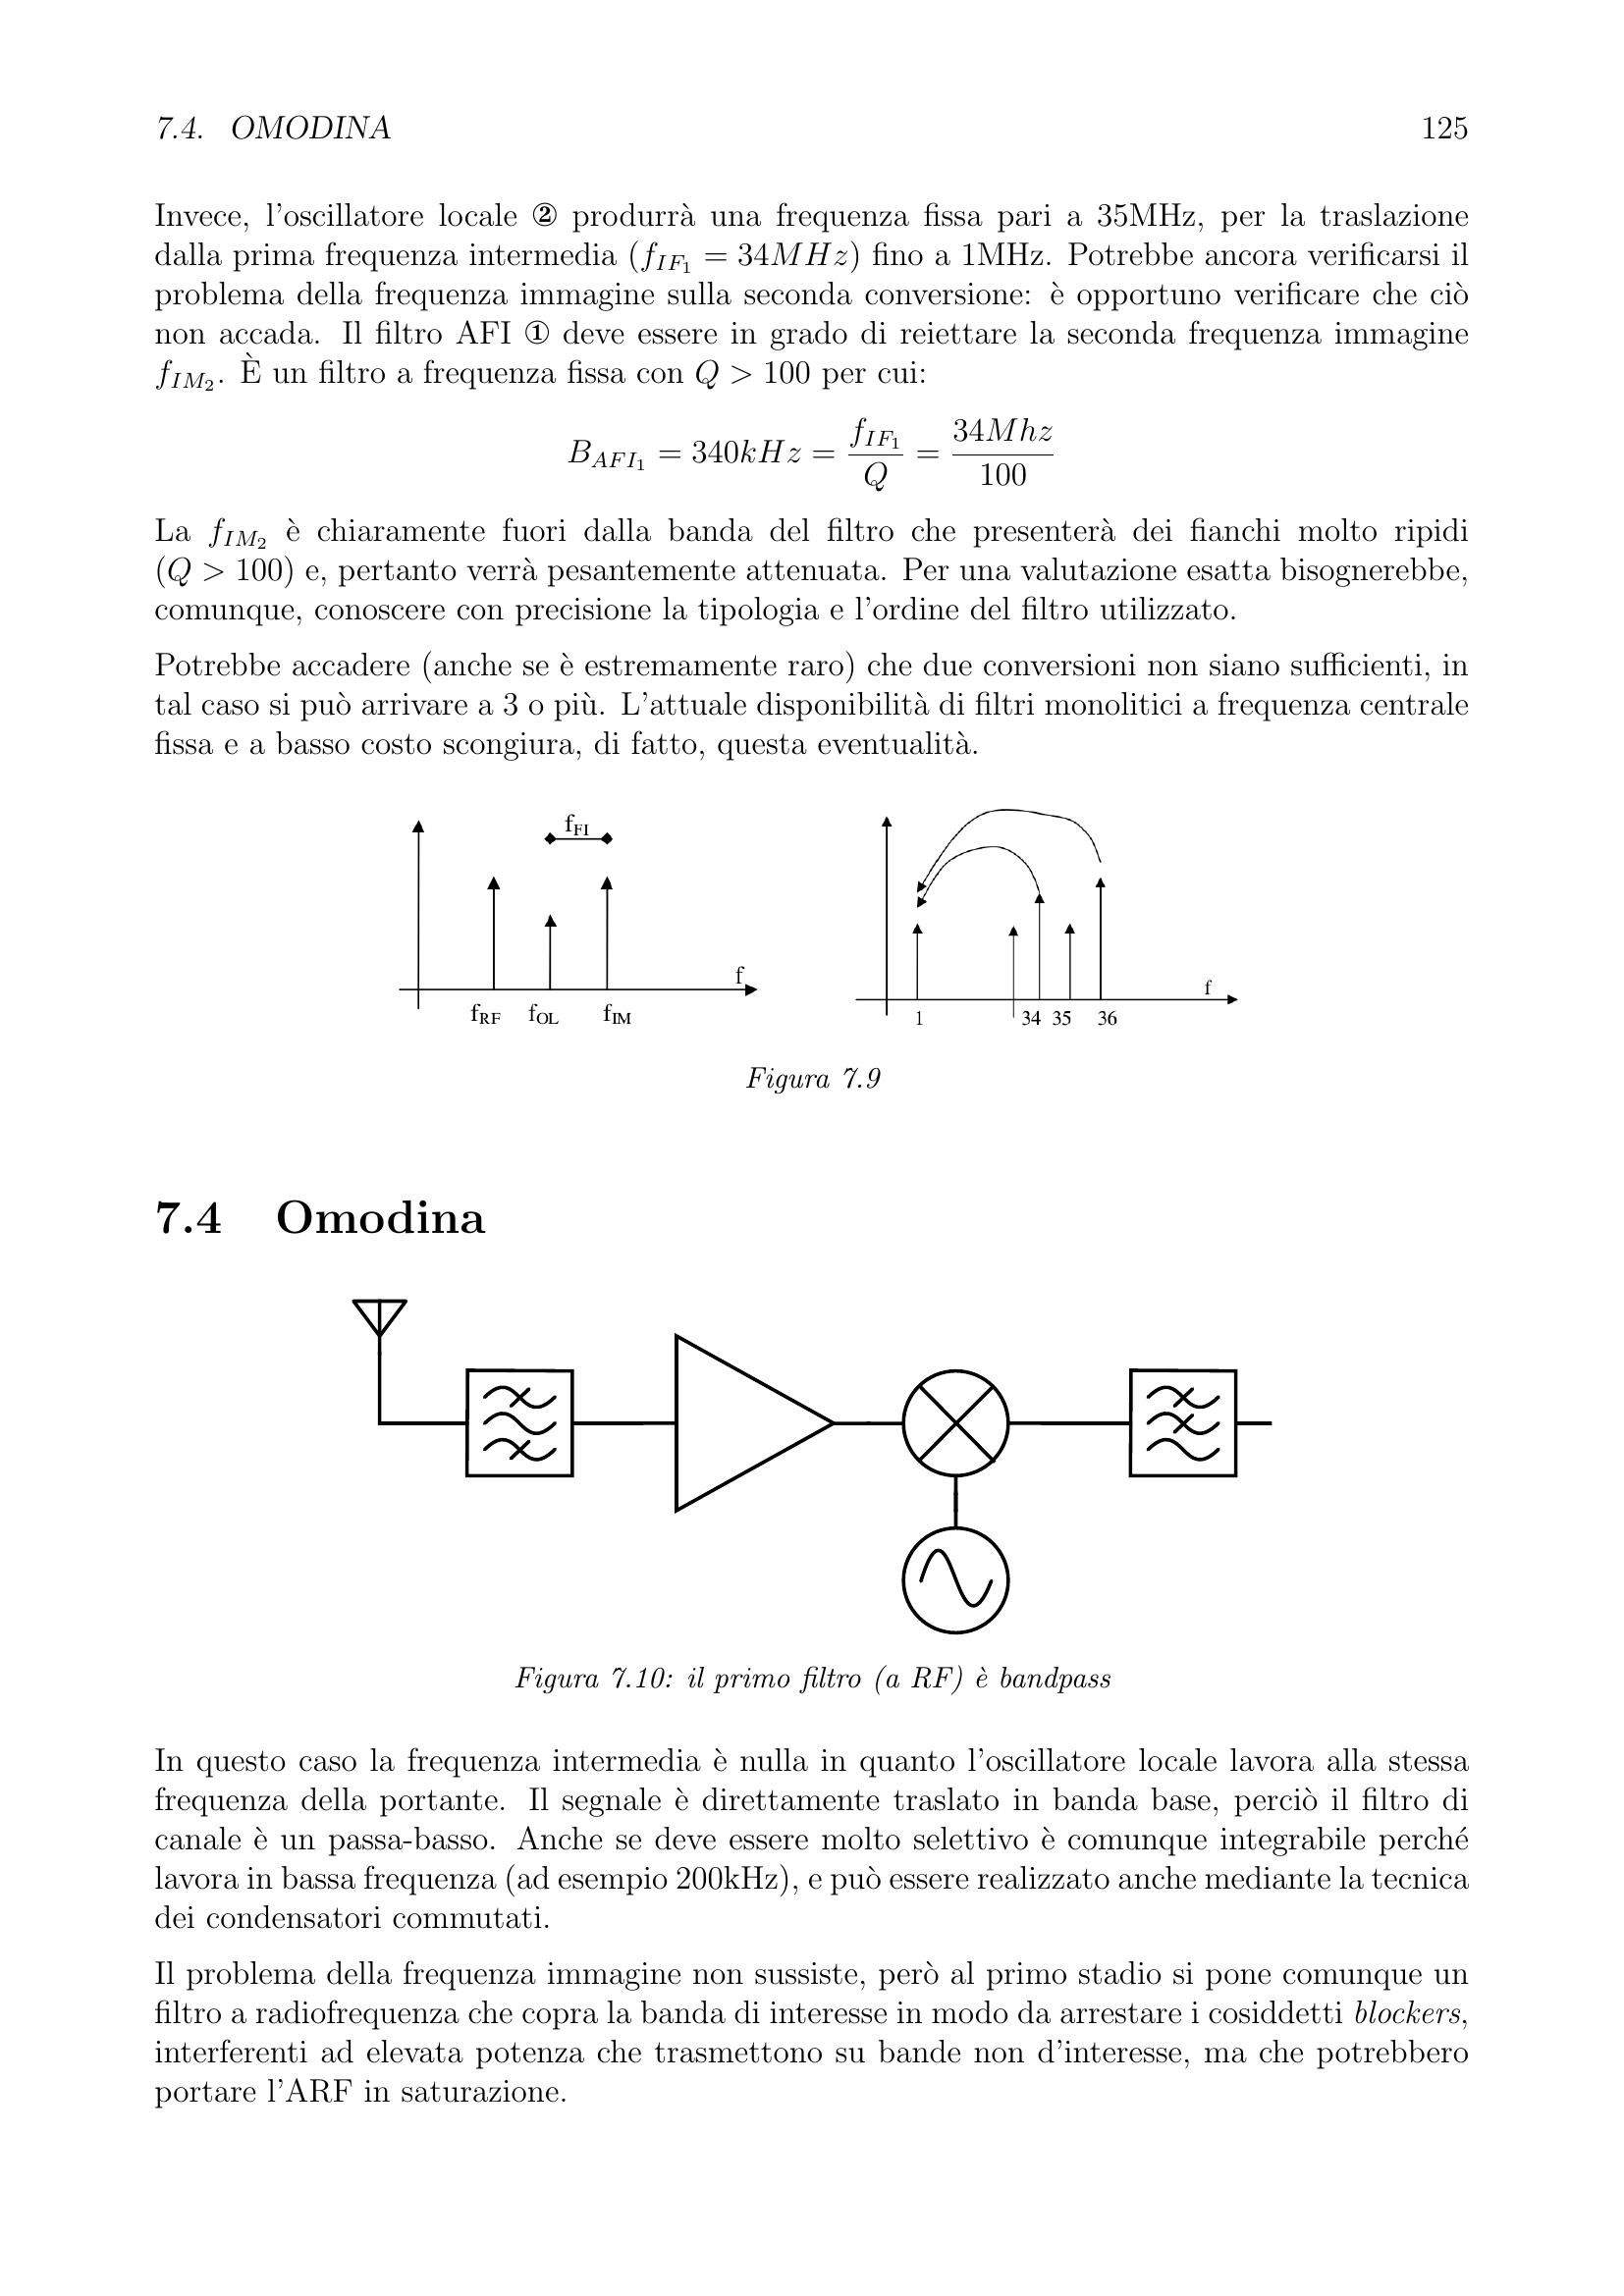 7.4. OMODINA 125
Invece, l'oscillatore locale ② produrrà una frequenza fissa pari a 35MHz, per la traslazione
dalla prima frequenza intermedia (f_{IF_1} = 34MHz) fino a 1MHz. Potrebbe ancora verificarsi il
problema della frequenza immagine sulla seconda conversione: è opportuno verificare che ciò
non accada. Il filtro AFI ① deve essere in grado di reiettare la seconda frequenza immagine
f_{IM_2}. È un filtro a frequenza fissa con Q > 100 per cui:
B_{AFI_1} = 340kHz = \frac{f_{IF_1}}{Q} = \frac{34Mhz}{100}
La f_{IM_2} è chiaramente fuori dalla banda del filtro che presenterà dei fianchi molto ripidi
(Q > 100) e, pertanto verrà pesantemente attenuata. Per una valutazione esatta bisognerebbe,
comunque, conoscere con precisione la tipologia e l'ordine del filtro utilizzato.
Potrebbe accadere (anche se è estremamente raro) che due conversioni non siano sufficienti, in
tal caso si può arrivare a 3 o più. L'attuale disponibilità di filtri monolitici a frequenza centrale
fissa e a basso costo scongiura, di fatto, questa eventualità.
f_{FI}
f
f_{RF} f_{OL} f_{IM}
f
1 34 35 36
Figura 7.9
7.4 Omodina
Figura 7.10: il primo filtro (a RF) è bandpass
In questo caso la frequenza intermedia è nulla in quanto l'oscillatore locale lavora alla stessa
frequenza della portante. Il segnale è direttamente traslato in banda base, perciò il filtro di
canale è un passa-basso. Anche se deve essere molto selettivo è comunque integrabile perché
lavora in bassa frequenza (ad esempio 200kHz), e può essere realizzato anche mediante la tecnica
dei condensatori commutati.
Il problema della frequenza immagine non sussiste, però al primo stadio si pone comunque un
filtro a radiofrequenza che copra la banda di interesse in modo da arrestare i cosiddetti blockers,
interferenti ad elevata potenza che trasmettono su bande non d'interesse, ma che potrebbero
portare l'ARF in saturazione.